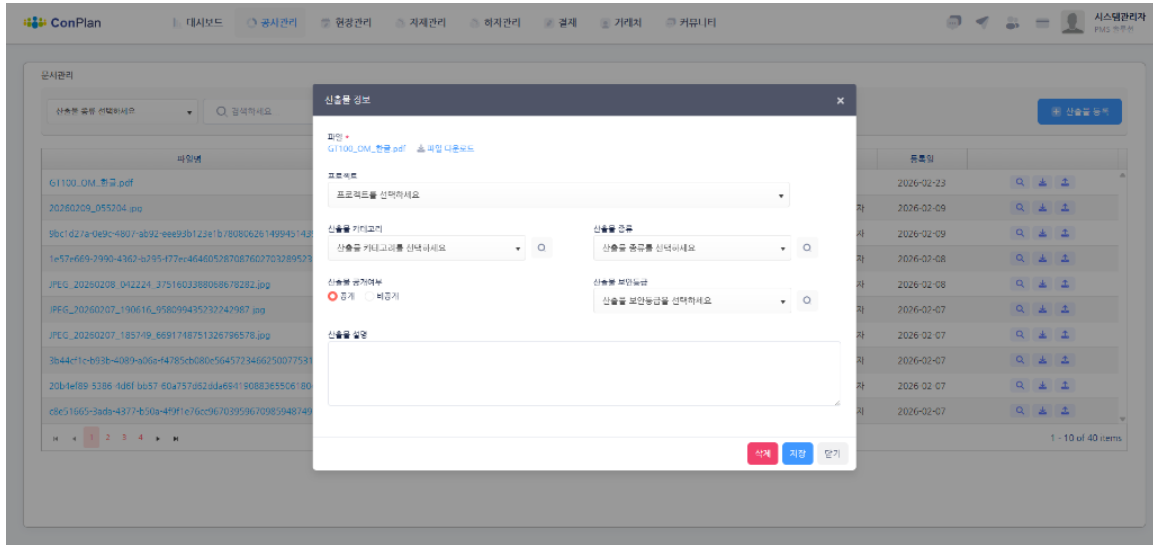 ConPlan
대시보드 공사관리 현장관리 자재관리 하자관리 결재 거래처 커뮤니티
시스템관리자
문서관리
산출물 종류 선택하세요 검색하세요
산출물 등록
파일명 등록일
GT100_OM_한글.pdf 2026-02-23
20260209_055204.jpg 2026-02-09
2026-02-09
2026-02-08
JPEG_20260208_042224_3751603388068678282.jpg 2026-02-08
JPEG_20260207_190616_958099435232242987.jpg 2026-02-07
JPEG_20260207_185749_6691748751326796578.jpg 2026-02-07
2026-02-07
2026-02-07
2026-02-07
1 2 3 4
1 - 10 of 40 items
산출물 정보
파일 •
GT100_OM_한글.pdf 파일 다운로드
프로젝트
프로젝트를 선택하세요
산출물 카테고리 산출물 종류
산출물 카테고리를 선택하세요 산출물 종류를 선택하세요
산출물 공개여부 산출물 보안등급
공개 비공개 산출물 보안등급을 선택하세요
산출물 설명
삭제 저장 닫기